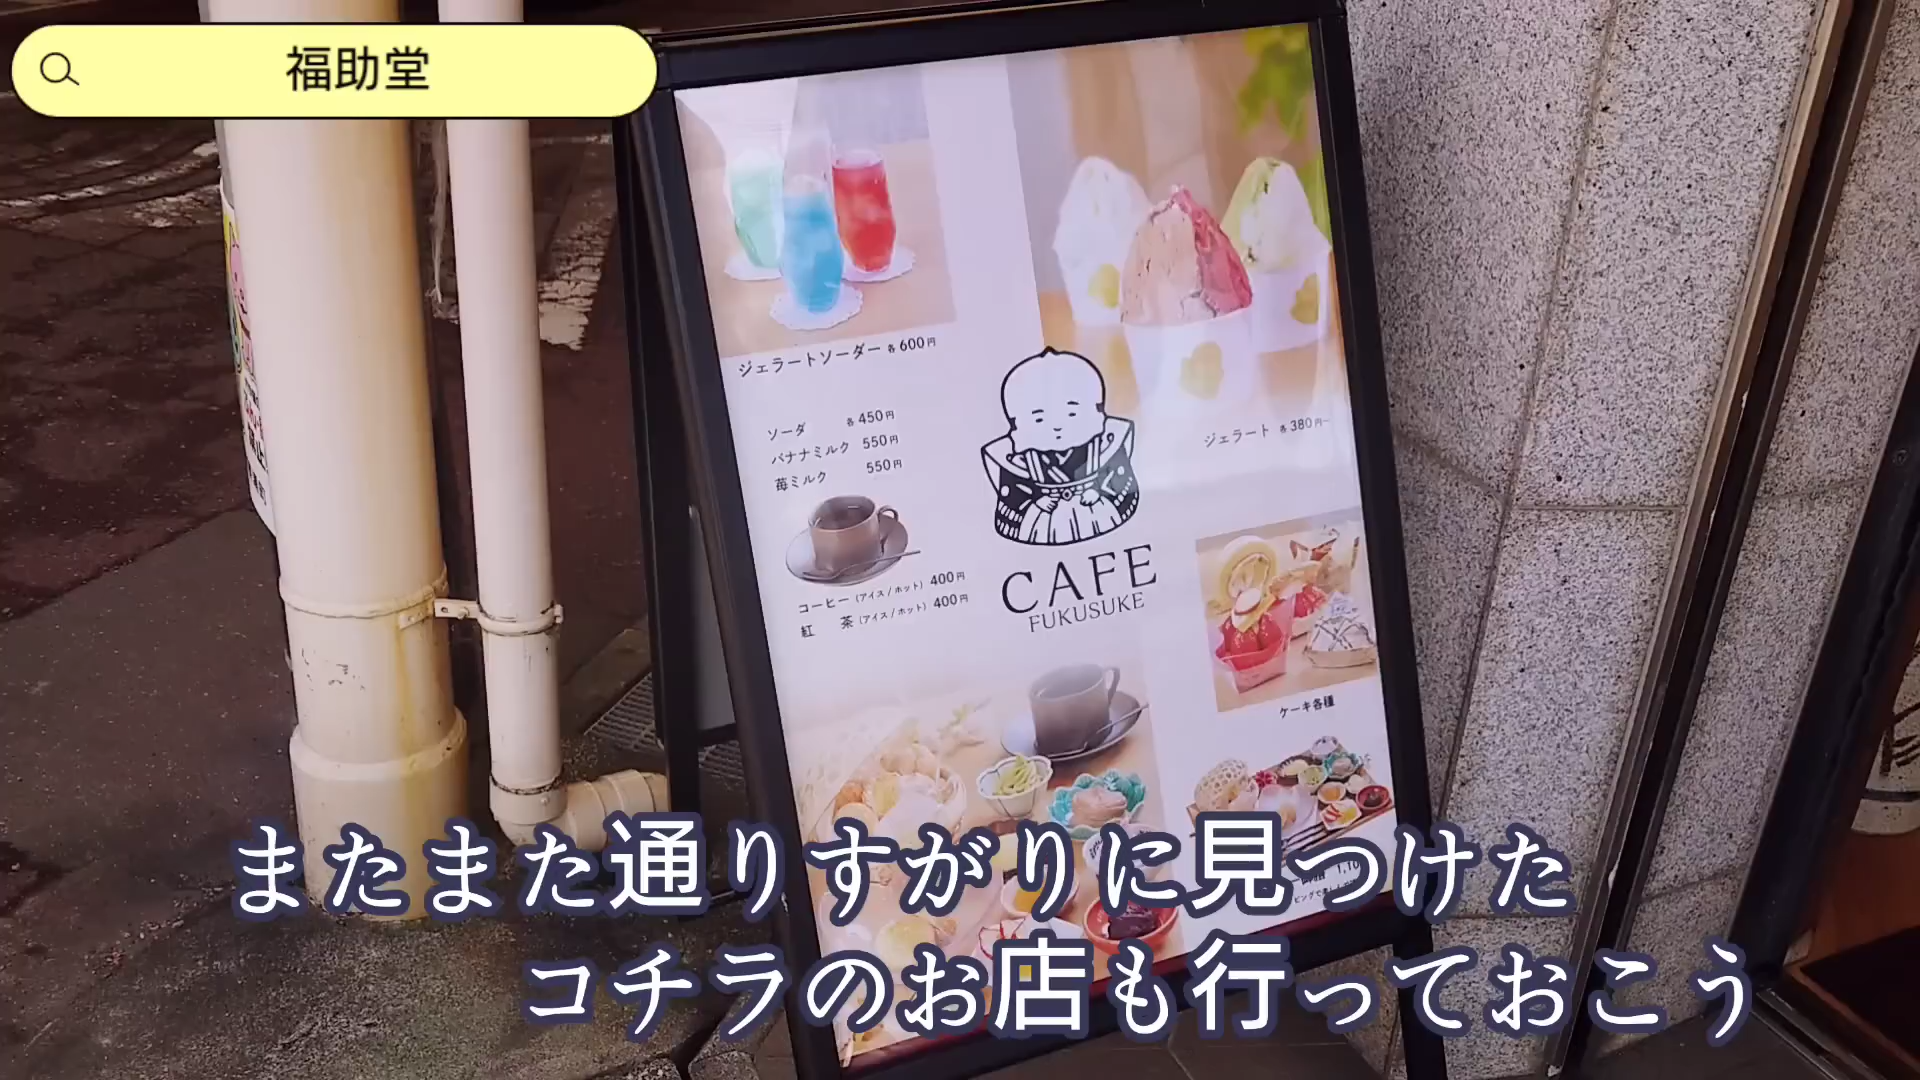 福助堂
ジェラートソーダー 各600円
ソーダ 各450円
バナナミルク 550円
苺ミルク 550円
コーヒー(アイス/ホット) 400円
紅 茶(アイス/ホット) 400円
ジェラート 各380円~
CAFE
FUKUSUKE
ケーキ各種
またまた通りすがりに見つけた
コチラのお店も行っておこう